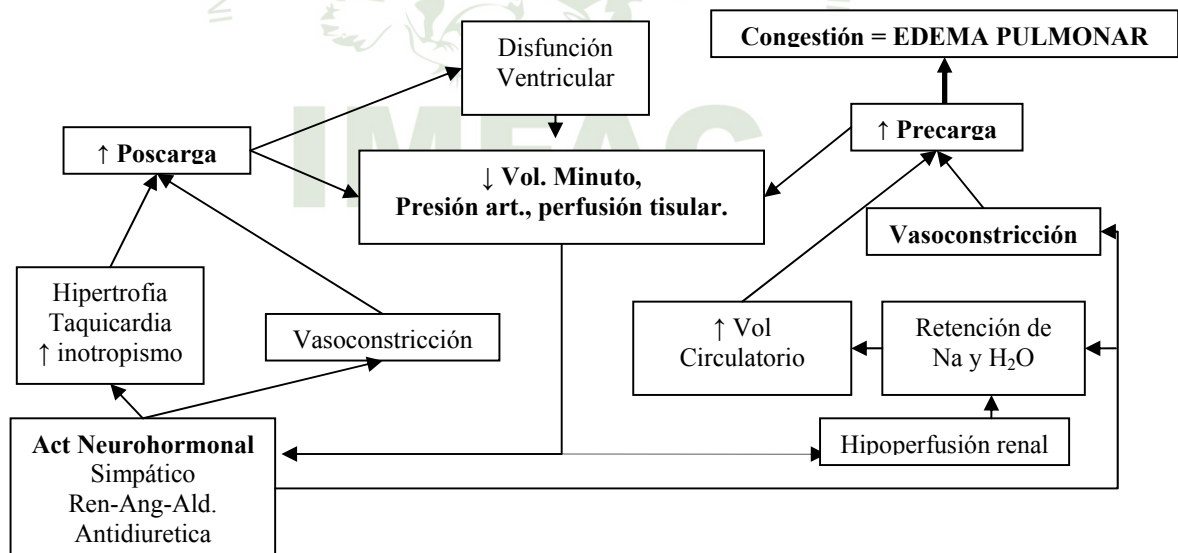 Disfunción
Ventricular
Congestión = EDEMA PULMONAR
↑ Poscarga
↑ Precarga
↓ Vol. Minuto,
Presión art., perfusión tisular.
Vasoconstricción
Hipertrofia
Taquicardia
↑ inotropismo
Vasoconstricción
↑ Vol
Circulatorio
Retención de
Na y H₂O
Act Neurohormonal
Simpático
Ren-Ang-Ald.
Antidiuretica
Hipoperfusión renal